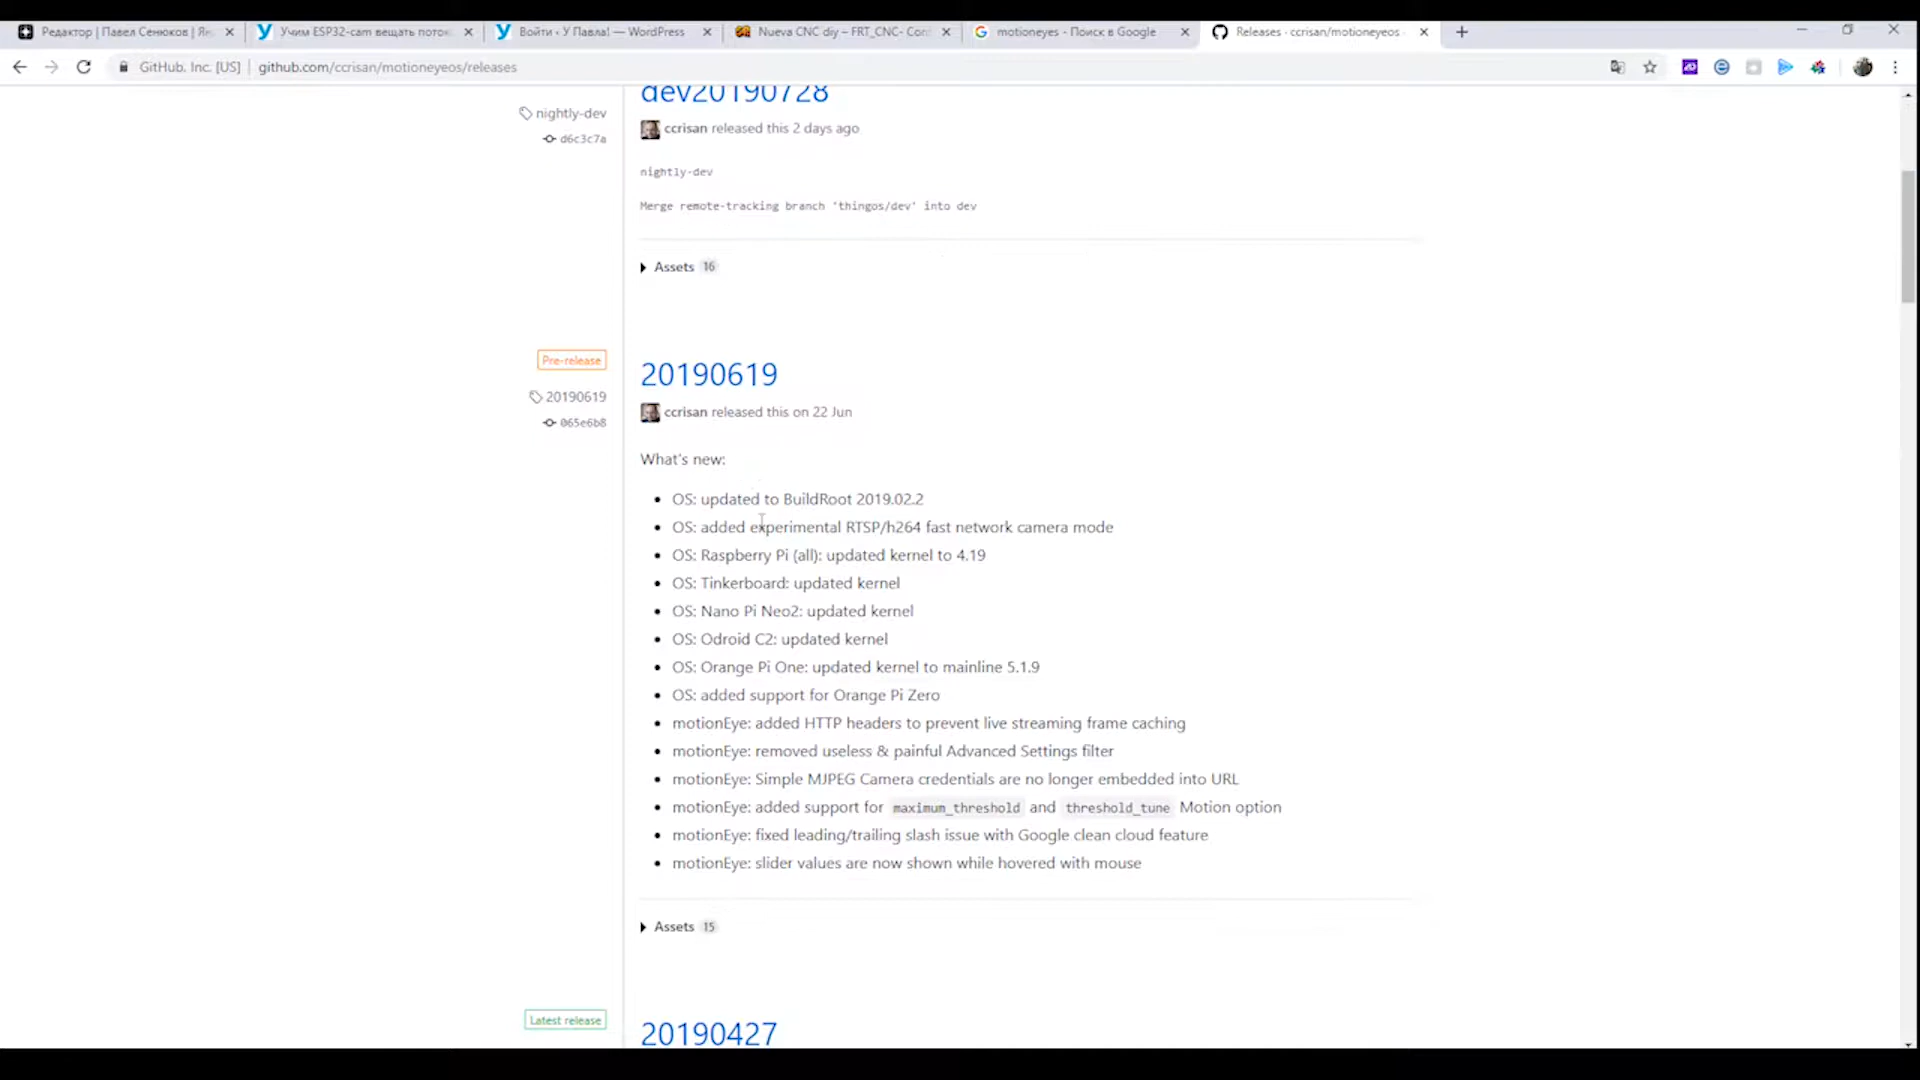 Редактор | Павел Сенюков | Ян
Учим ESP32-cam вещать поток
Войти ‹ У Павла! — WordPress
Nueva CNC diy – FRT_CNC- Con
motioneyes - Поиск в Google
Releases · ccrisan/motioneyeos
GitHub, Inc. [US] | github.com/ccrisan/motioneyeos/releases
dev20190728
nightly-dev
ccrisan released this 2 days ago
d6c3c7a
nightly-dev
Merge remote-tracking branch 'thingos/dev' into dev
Assets 16
Pre-release
20190619
20190619
ccrisan released this on 22 Jun
065e6b8
What's new:
• OS: updated to BuildRoot 2019.02.2
• OS: added experimental RTSP/h264 fast network camera mode
• OS: Raspberry Pi (all): updated kernel to 4.19
• OS: Tinkerboard: updated kernel
• OS: Nano Pi Neo2: updated kernel
• OS: Odroid C2: updated kernel
• OS: Orange Pi One: updated kernel to mainline 5.1.9
• OS: added support for Orange Pi Zero
• motionEye: added HTTP headers to prevent live streaming frame caching
• motionEye: removed useless & painful Advanced Settings filter
• motionEye: Simple MJPEG Camera credentials are no longer embedded into URL
• motionEye: added support for maximum_threshold and threshold_tune Motion option
• motionEye: fixed leading/trailing slash issue with Google clean cloud feature
• motionEye: slider values are now shown while hovered with mouse
Assets 15
Latest release
20190427